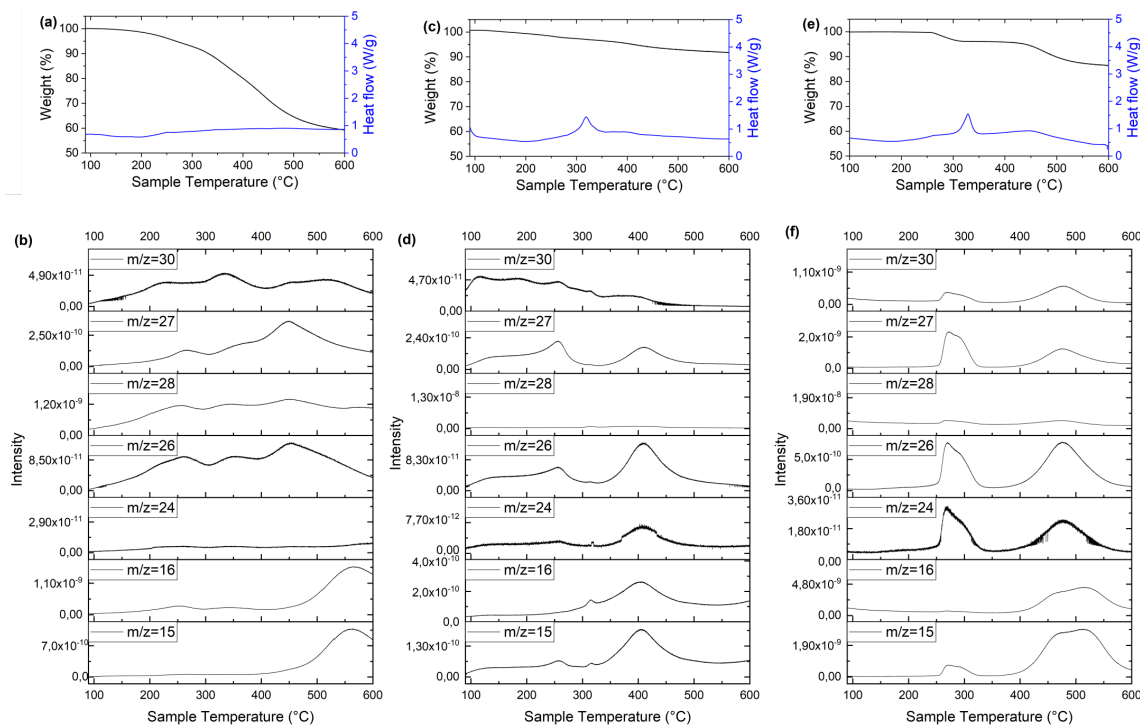 (a)
Weight (%)
100
90
80
70
60
50
5
4
3
2
1
0
Heat flow (W/g)
100 200 300 400 500 600
Sample Temperature (°C)
(c)
Weight (%)
100
90
80
70
60
50
5
4
3
2
1
0
Heat flow (W/g)
100 200 300 400 500 600
Sample Temperature (°C)
(e)
Weight (%)
100
90
80
70
60
50
5
4
3
2
1
0
Heat flow (W/g)
100 200 300 400 500 600
Sample Temperature (°C)
(b)
100 200 300 400 500 600
Intensity
m/z=30
4,90x10-11
0,00
m/z=27
2,50x10-10
0,00
m/z=28
1,20x10-9
0,00
m/z=26
8,50x10-11
0,00
m/z=24
2,90x10-11
0,00
m/z=16
1,10x10-9
0,00
m/z=15
7,0x10-10
0,0
100 200 300 400 500 600
Sample Temperature (°C)
(d)
100 200 300 400 500 600
Intensity
m/z=30
4,70x10-11
0,00
m/z=27
2,40x10-10
0,00
m/z=28
1,30x10-8
0,00
m/z=26
8,30x10-11
0,00
m/z=24
7,70x10-12
0,00
m/z=16
4,0x10-10
2,0x10-10
0,0
m/z=15
1,30x10-10
0,00
100 200 300 400 500 600
Sample Temperature (°C)
(f)
100 200 300 400 500 600
Intensity
m/z=30
1,10x10-9
0,00
m/z=27
2,0x10-9
0,0
m/z=28
1,90x10-8
0,00
m/z=26
5,0x10-10
0,0
m/z=24
3,60x10-11
1,80x10-11
0,00
m/z=16
4,80x10-9
0,00
m/z=15
1,90x10-9
0,00
100 200 300 400 500 600
Sample Temperature (°C)